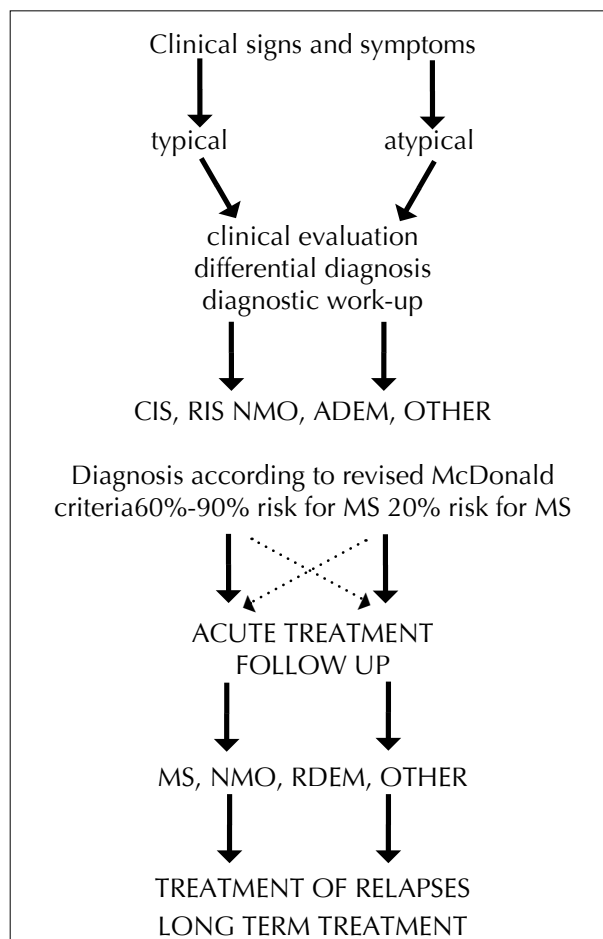 Clinical signs and symptoms
typical atypical
clinical evaluation
differential diagnosis
diagnostic work-up
CIS, RIS NMO, ADEM, OTHER
Diagnosis according to revised McDonald
criteria60%-90% risk for MS 20% risk for MS
ACUTE TREATMENT
FOLLOW UP
MS, NMO, RDEM, OTHER
TREATMENT OF RELAPSES
LONG TERM TREATMENT